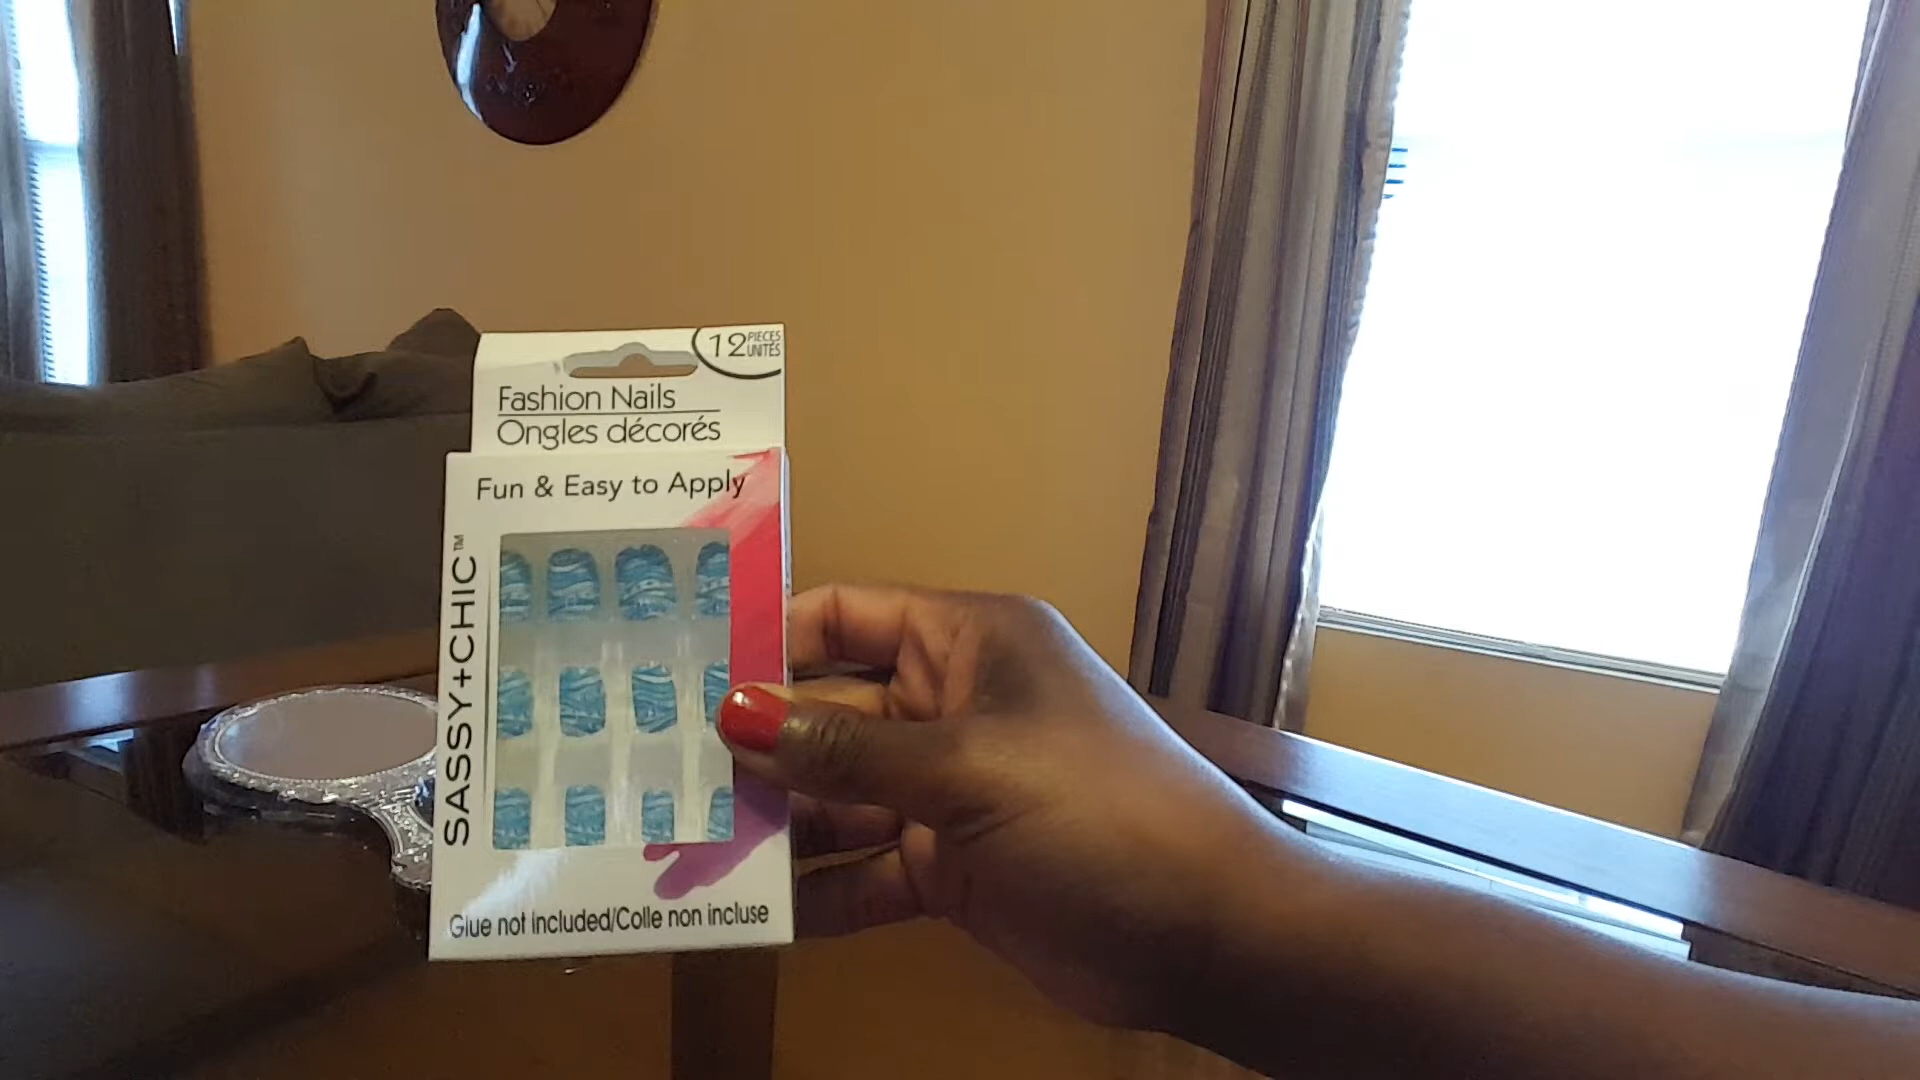 12 PIECES
UNITÉS
Fashion Nails
Ongles décorés
Fun & Easy to Apply
SASSY+CHIC™
Glue not included/Colle non incluse